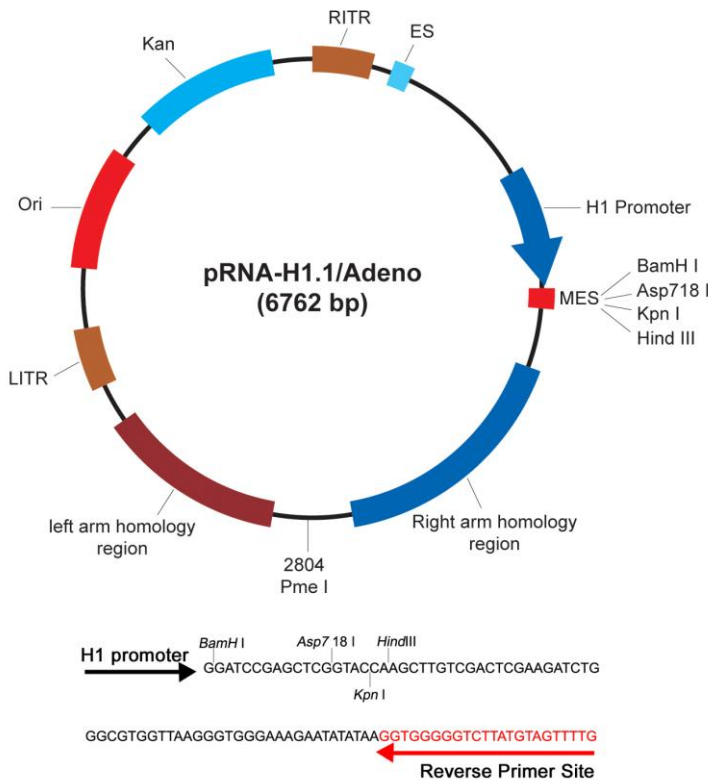 RITR
ES
Kan
H1 Promoter
Ori
pRNA-H1.1/Adeno
(6762 bp)
BamH I
MES
Asp718 I
Kpn I
Hind III
LITR
left arm homology
region
2804
Pme I
Right arm homology
region
BamH I
Asp7 18 I
HindIII
H1 promoter
GGATCCGAGCTCGGTACCAAGCTTGTCGACTCGAAGATCTG
Kpn I
GGCGTGGTTAAGGGTGGGAAAGAATATATAAGGTGGGGGTCTTATGTAGTTTTG
Reverse Primer Site